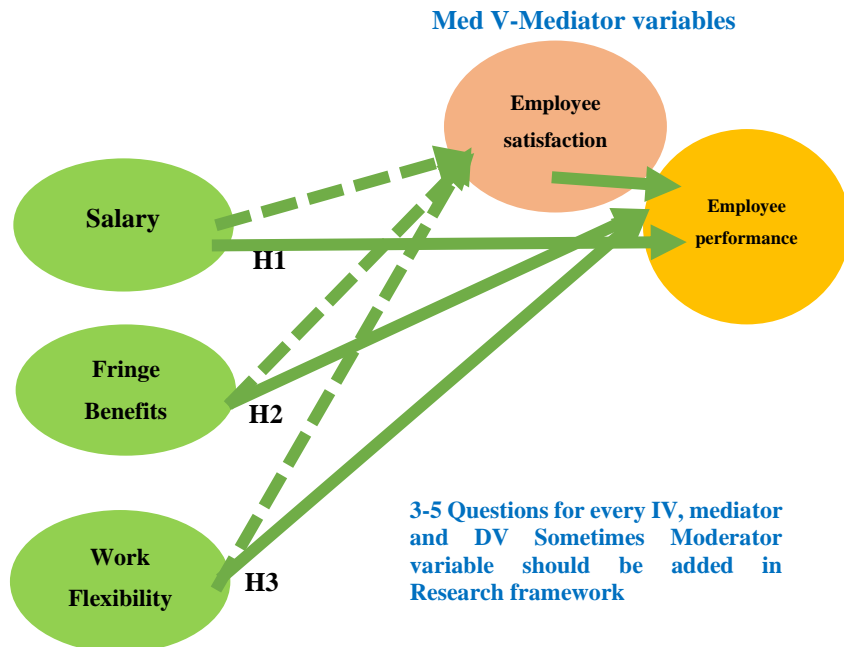 Med V-Mediator variables
Employee
satisfaction
Salary
Employee
performance
H1
Fringe
Benefits
H2
3-5 Questions for every IV, mediator
and DV Sometimes Moderator
variable should be added in
Research framework
Work
Flexibility
H3